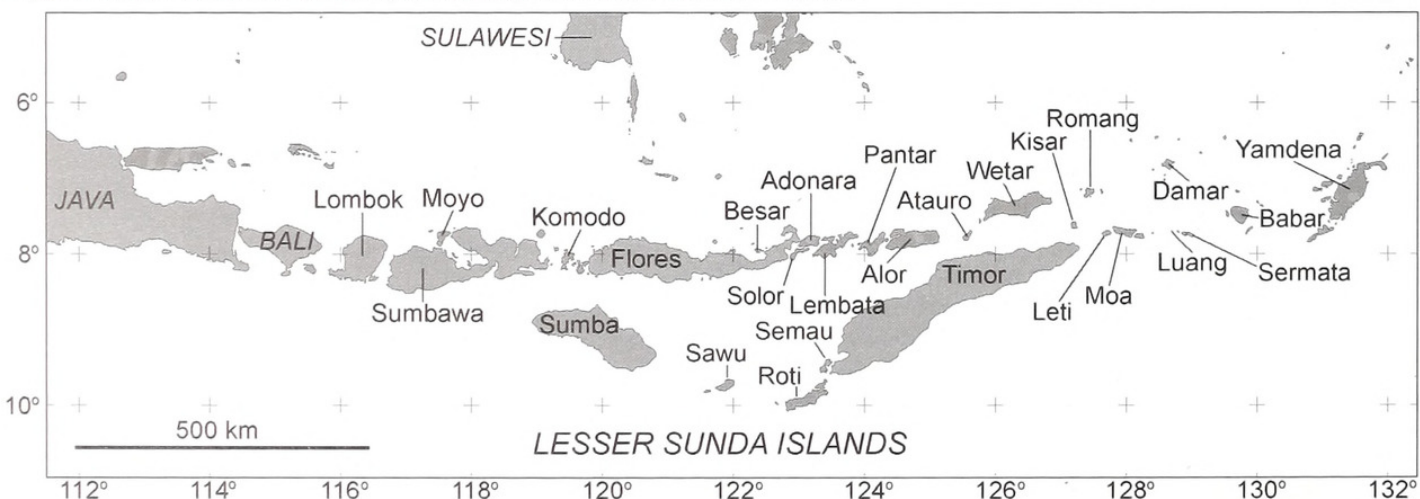 SULAWESI
6°
Romang
Kisar
Yamdena
Pantar
Wetar
Adonara
Damar
JAVA
Lombok
Moyo
Komodo
Besar
Atauro
Babar
BALI
8°
Flores
Alor
Timor
Luang
Sermata
Solor
Lembata
Leti
Moa
Sumbawa
Sumba
Semau
Sawu
Roti
10°
500 km
LESSER SUNDA ISLANDS
112° 114° 116° 118° 120° 122° 124° 126° 128° 130° 132°